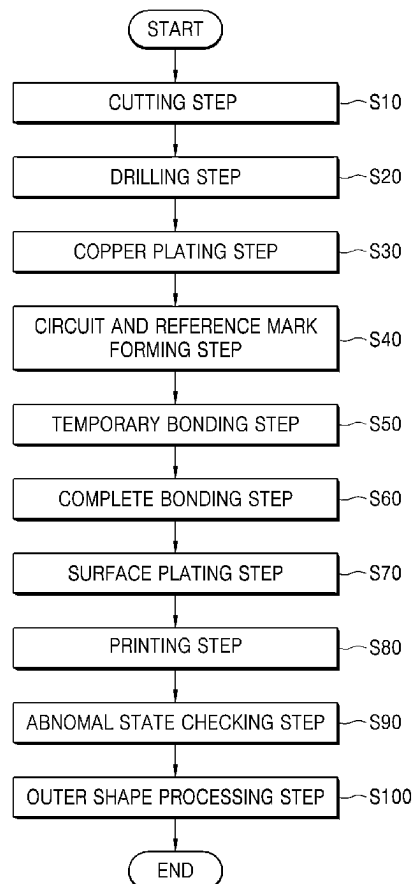 START
CUTTING STEP S10
DRILLING STEP S20
COPPER PLATING STEP S30
CIRCUIT AND REFERENCE MARK
FORMING STEP S40
TEMPORARY BONDING STEP S50
COMPLETE BONDING STEP S60
SURFACE PLATING STEP S70
PRINTING STEP S80
ABNOMAL STATE CHECKING STEP S90
OUTER SHAPE PROCESSING STEP S100
END